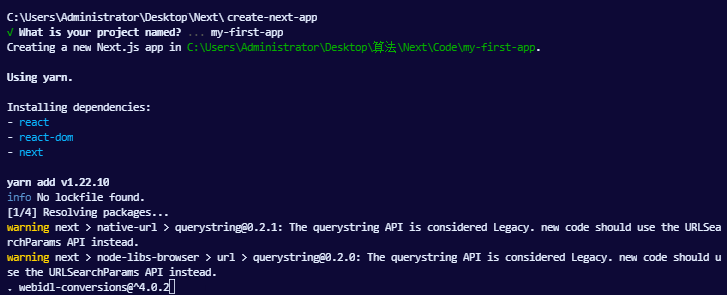 C:\Users\Administrator\Desktop\Next\ create-next-app
√ What is your project named? ... my-first-app
Creating a new Next.js app in C:\Users\Administrator\Desktop\算法\Next\Code\my-first-app.
Using yarn.
Installing dependencies:
- react
- react-dom
- next
yarn add v1.22.10
info No lockfile found.
[1/4] Resolving packages...
warning next > native-url > querystring@0.2.1: The querystring API is considered Legacy. new code should use the URLSea
rchParams API instead.
warning next > node-libs-browser > url > querystring@0.2.0: The querystring API is considered Legacy. new code should u
se the URLSearchParams API instead.
. webidl-conversions@^4.0.2